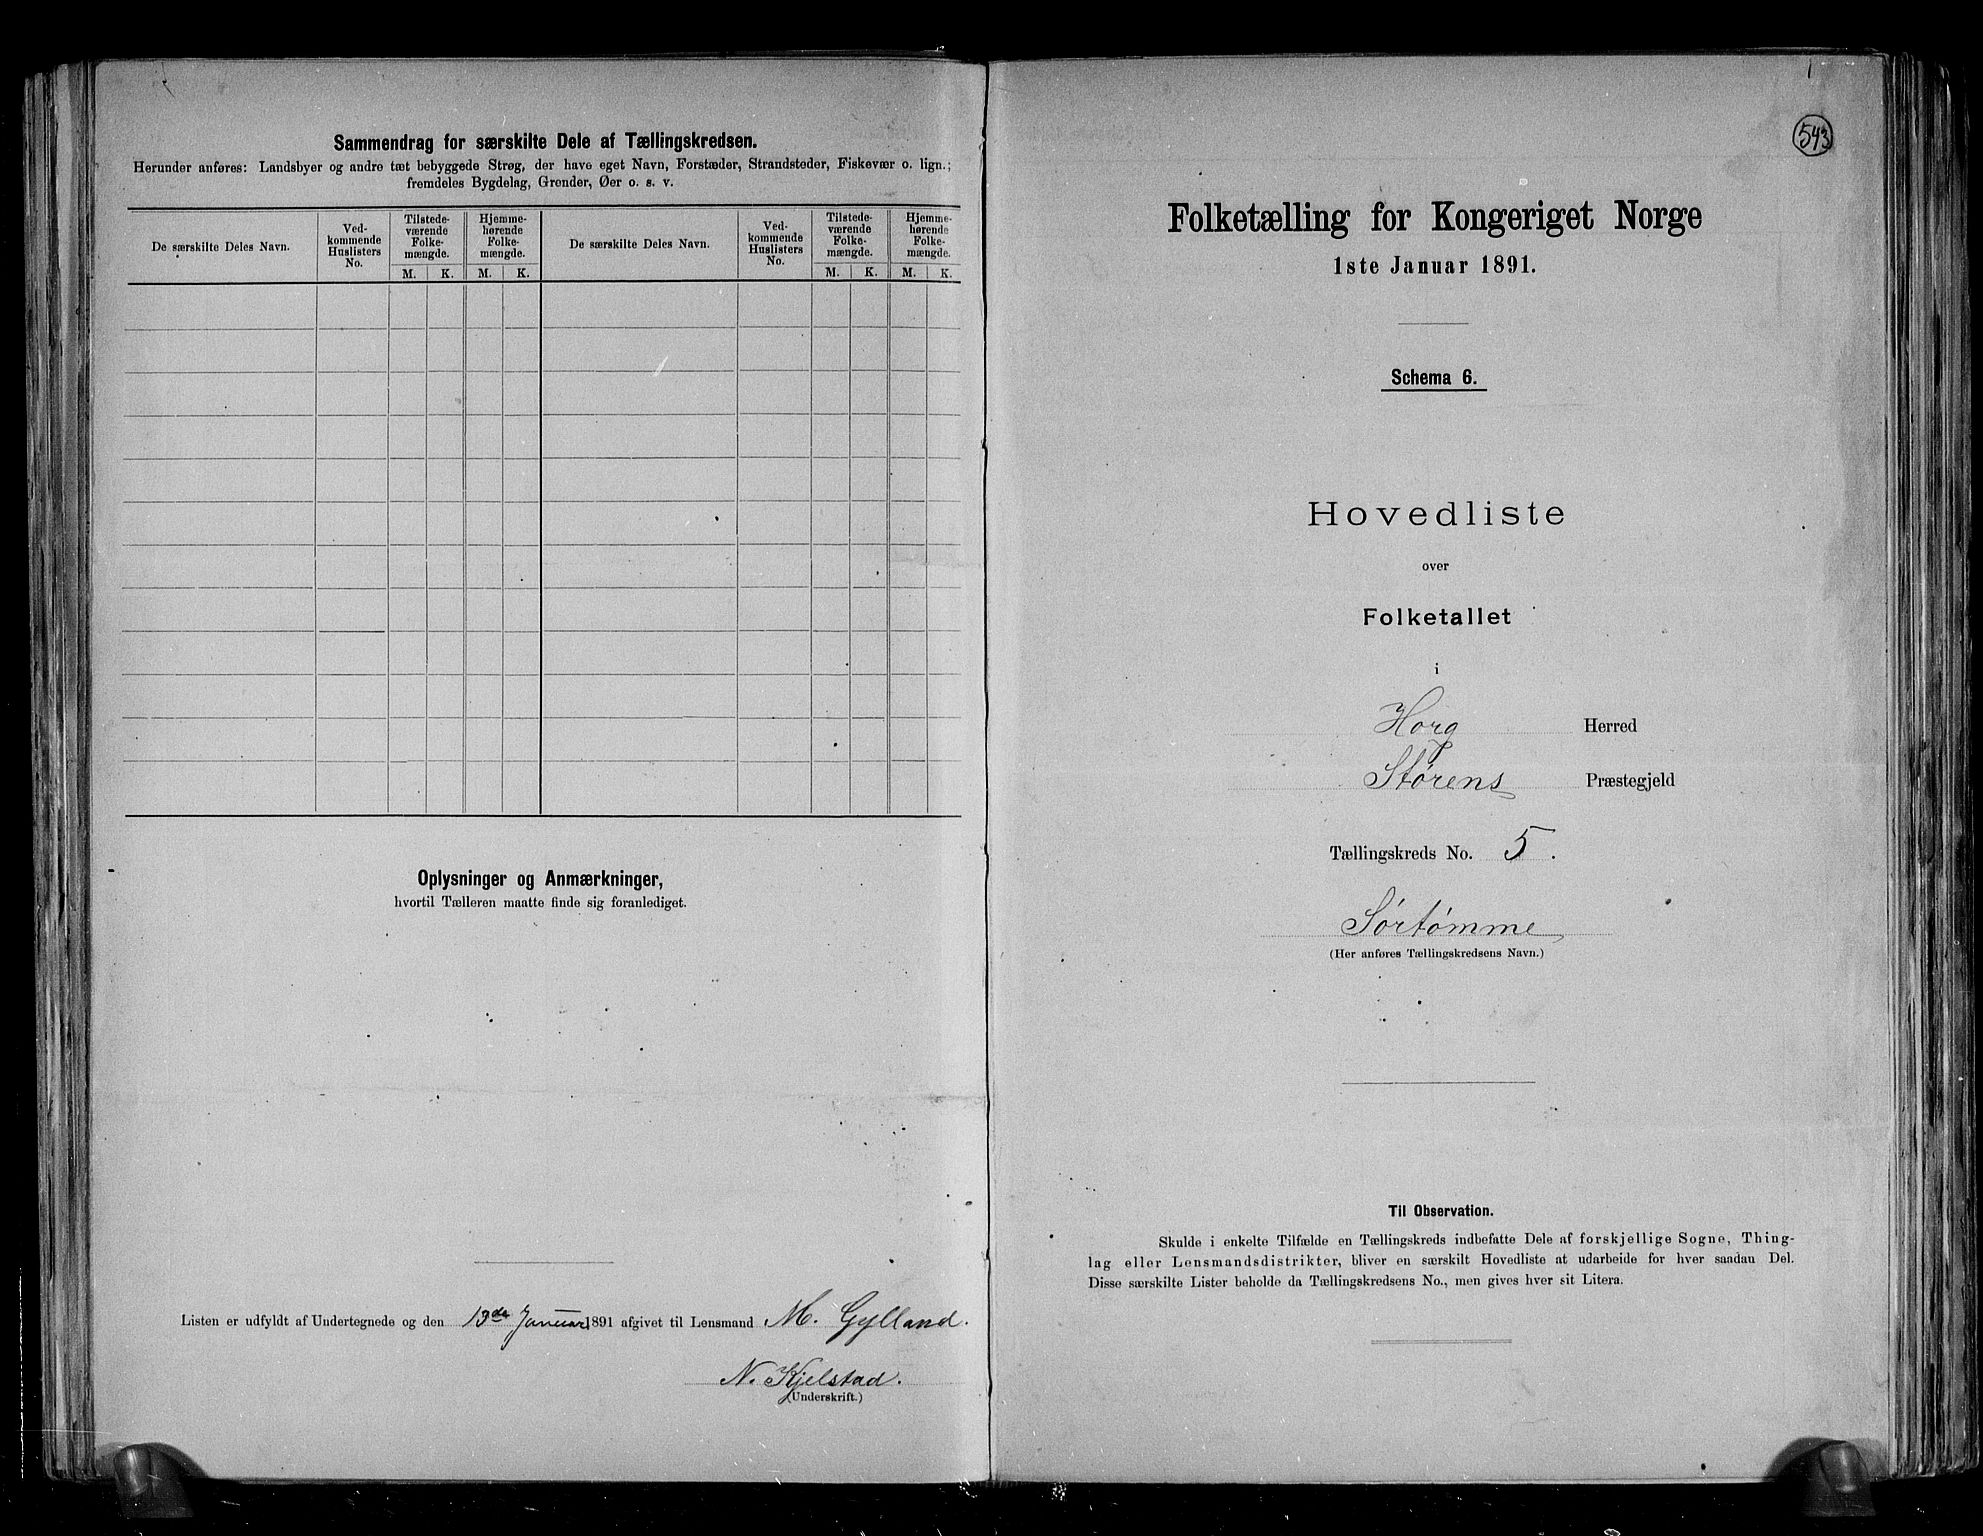 Sammendrag for særskilte Dele af Tællingskredsen.
Herunder anføres: Landsbyer og andre tæt bebyggede Strøg, der have eget Navn, Forstæder, Strandsteder, Fiskevær o. lign.;
fremdeles Bygdelag, Grender, Øer o. s. v.
De særskilte Deles Navn.
Ved-
kommende
Huslisters
No.
Tilstede-
værende
Folke-
mængde.
Hjemme-
hørende
Folke-
mængde.
M. K. M. K.
De særskilte Deles Navn.
Ved-
kommende
Huslisters
No.
Tilstede-
værende
Folke-
mængde.
Hjemme-
hørende
Folke-
mængde.
M. K. M. K.
Oplysninger og Anmærkninger,
hvortil Tælleren maatte finde sig foranlediget.
Listen er udfyldt af Undertegnede og den 13de Januar 1891 afgivet til Lensmand M. Gylland.
N. Kjelstad.
(Underskrift.)
1
543
Folketælling for Kongeriget Norge
1ste Januar 1891.
Schema 6.
Hovedliste
over
Folketallet
i
Horg Herred
Størens Præstegjeld
Tællingskreds No. 5.
Sørtømme
(Her anføres Tællingskredsens Navn.)
Til Observation.
Skulde i enkelte Tilfælde en Tællingskreds indbefatte Dele af forskjellige Sogne, Thing-
lag eller Lensmandsdistrikter, bliver en særskilt Hovedliste at udarbeide for hver saadan Del.
Disse særskilte Lister beholde da Tællingskredsens No., men gives hver sit Litera.